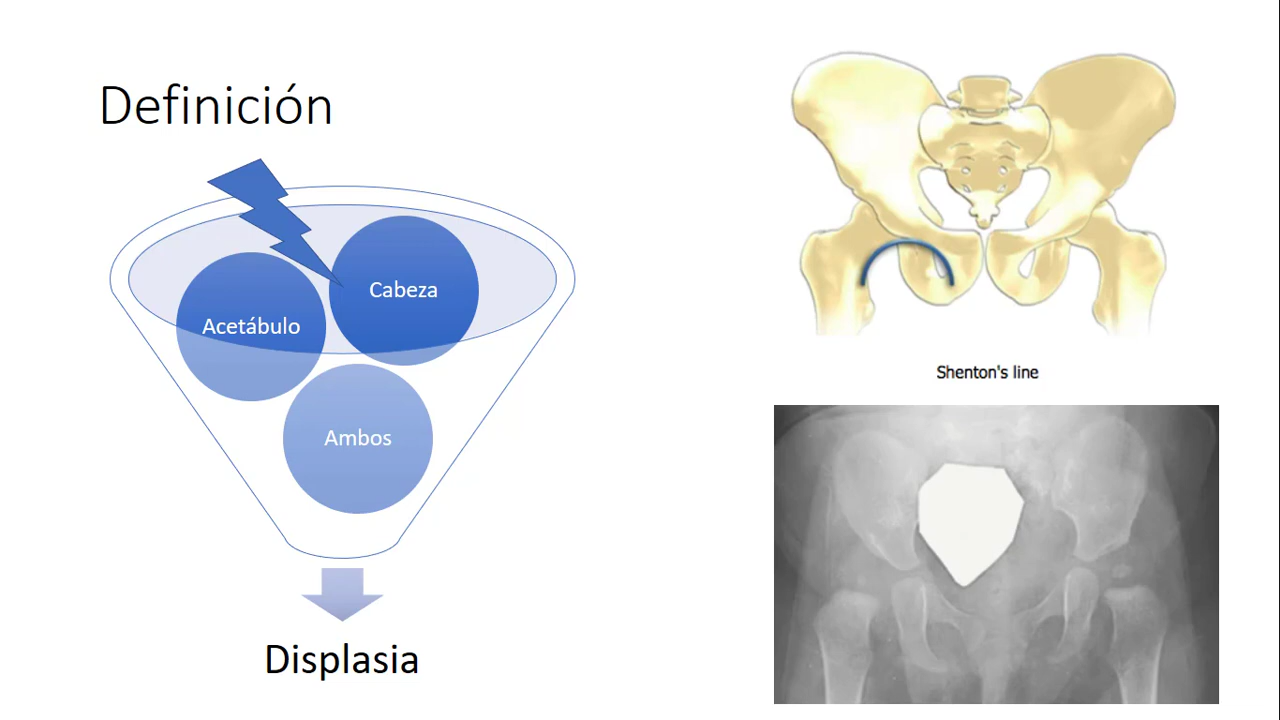 Definición
Cabeza
Acetábulo
Ambos
Displasia
Shenton's line